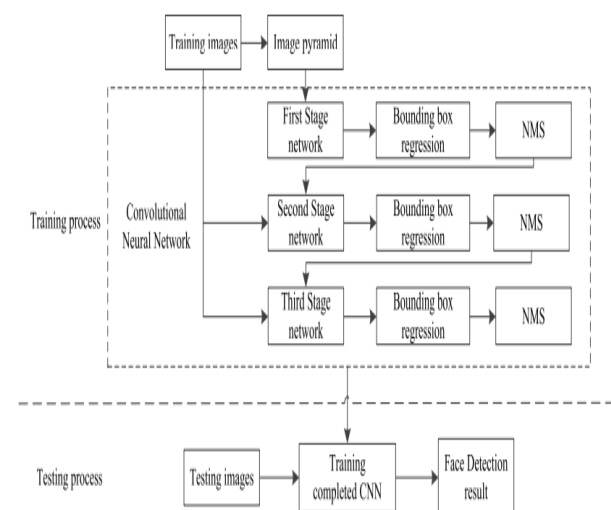 Training images
Image pyramid
First Stage
network
Bounding box
regression
NMS
Training process
Convolutional
Neural Network
Second Stage
network
Bounding box
regression
NMS
Third Stage
network
Bounding box
regression
NMS
Testing process
Testing images
Training
completed CNN
Face Detection
result